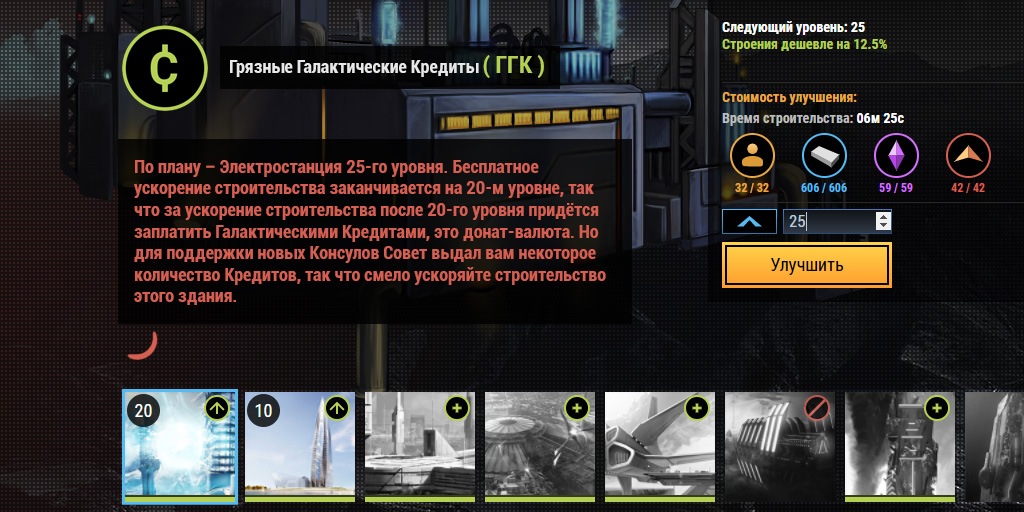 ₵
Грязные Галактические Кредиты ( ГГК )
По плану – Электростанция 25-го уровня. Бесплатное
ускорение строительства заканчивается на 20-м уровне, так
что за ускорение строительства после 20-го уровня придётся
заплатить Галактическими Кредитами, это донат-валюта. Но
для поддержки новых Консулов Совет выдал вам некоторое
количество Кредитов, так что смело ускоряйте строительство
этого здания.
Следующий уровень: 25
Строения дешевле на 12.5%
Стоимость улучшения:
Время строительства: 06м 25с
32 / 32 606 / 606 59 / 59 42 / 42
25
Улучшить
20 10